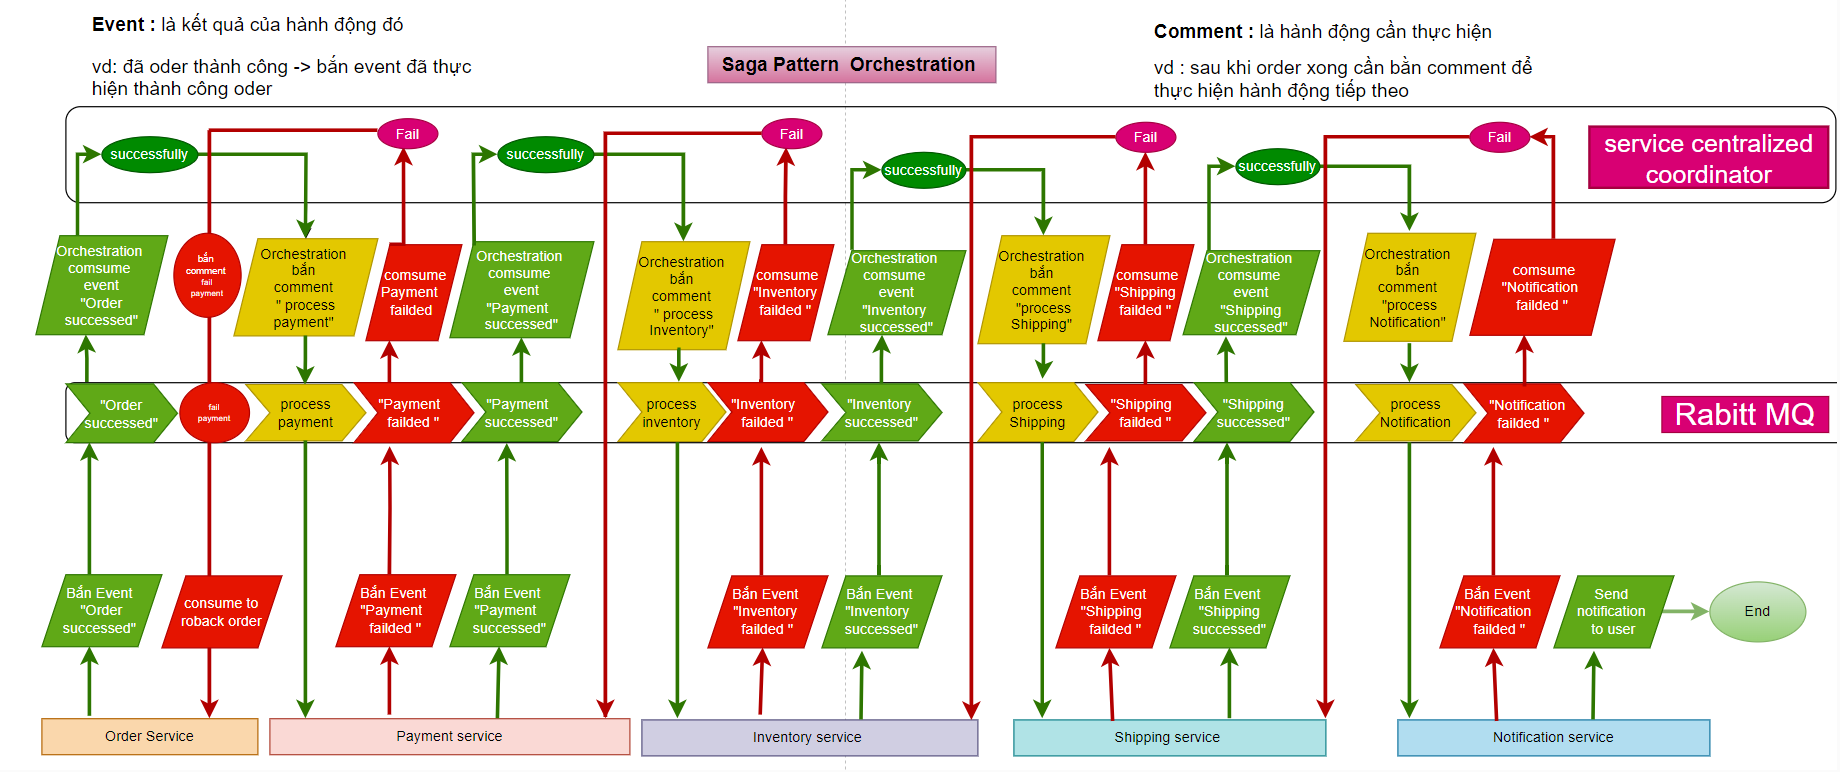 Event : là kết quả của hành động đó
vd: đã oder thành công -> bắn event đã thực
hiện thành công oder
Saga Pattern  Orchestration
Comment : là hành động cần thực hiện
vd : sau khi order xong cần bằn comment để
thực hiện hành động tiếp theo
successfully
Fail
successfully
Fail
successfully
Fail
successfully
Fail
service centralized
coordinator
Orchestration
comsume
event
"Order
successed"
bắn
comment
fail
payment
Orchestration
bắn
comment
" process
payment"
comsume
Payment
failded
Orchestration
comsume
event
"Payment
successed"
Orchestration
bắn
comment
" process
Inventory"
comsume
"Inventory
failded "
Orchestration
comsume
event
"Inventory
successed"
Orchestration
bắn
comment
"process
Shipping"
comsume
"Shipping
failded "
Orchestration
comsume
event
"Shipping
successed"
Orchestration
bắn
comment
"process
Notification"
comsume
"Notification
failded "
"Order
successed"
fail
payment
process
payment
"Payment
failded "
"Payment
successed"
process
inventory
"Inventory
failded "
"Inventory
successed"
process
Shipping
"Shipping
failded "
"Shipping
successed"
process
Notification
"Notification
failded "
Rabitt MQ
Bắn Event
"Order
successed"
consume to
roback order
Bắn Event
"Payment
failded "
Bắn Event
"Payment
successed"
Bắn Event
"Inventory
failded "
Bắn Event
"Inventory
successed"
Bắn Event
"Shipping
failded "
Bắn Event
"Shipping
successed"
Bắn Event
"Notification
failded "
Send
notification
to user
End
Order Service
Payment service
Inventory service
Shipping service
Notification service